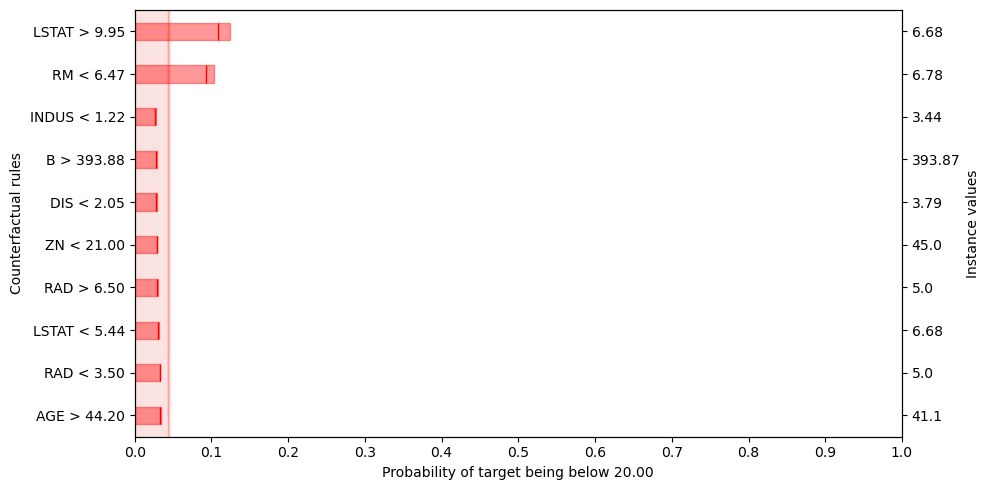 Counterfactual rules
LSTAT > 9.95
RM < 6.47
INDUS < 1.22
B > 393.88
DIS < 2.05
ZN < 21.00
RAD > 6.50
LSTAT < 5.44
RAD < 3.50
AGE > 44.20
6.68
6.78
3.44
393.87
3.79
45.0
5.0
6.68
5.0
41.1
Instance values
0.0 0.1 0.2 0.3 0.4 0.5 0.6 0.7 0.8 0.9 1.0
Probability of target being below 20.00